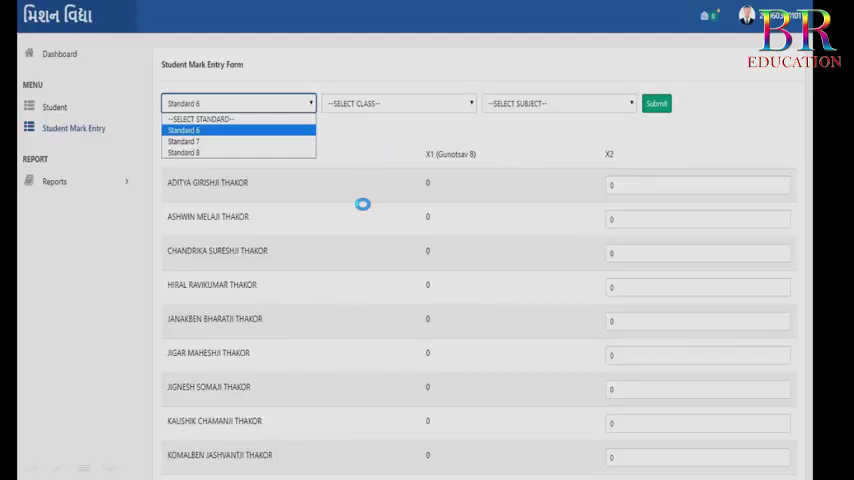 મિશન વિદ્યા
BR
EDUCATION
Dashboard
Student Mark Entry Form
MENU
Student
Student Mark Entry
REPORT
Reports
Standard 6
--SELECT CLASS--
--SELECT SUBJECT--
Submit
--SELECT STANDARD--
Standard 6
Standard 7
Standard 8
X1 (Gunotsav 8) X2
ADITYA GIRISHJI THAKOR 0 0
ASHWIN MELAJI THAKOR 0 0
CHANDRIKA SURESHJI THAKOR 0 0
HIRAL RAVIKUMAR THAKOR 0 0
JANAKBEN BHARATJI THAKOR 0 0
JIGAR MAHESHJI THAKOR 0 0
JIGNESH SOMAJI THAKOR 0 0
KAUSHIK CHAMANJI THAKOR 0 0
KOMALBEN JASHVANTJI THAKOR 0 0